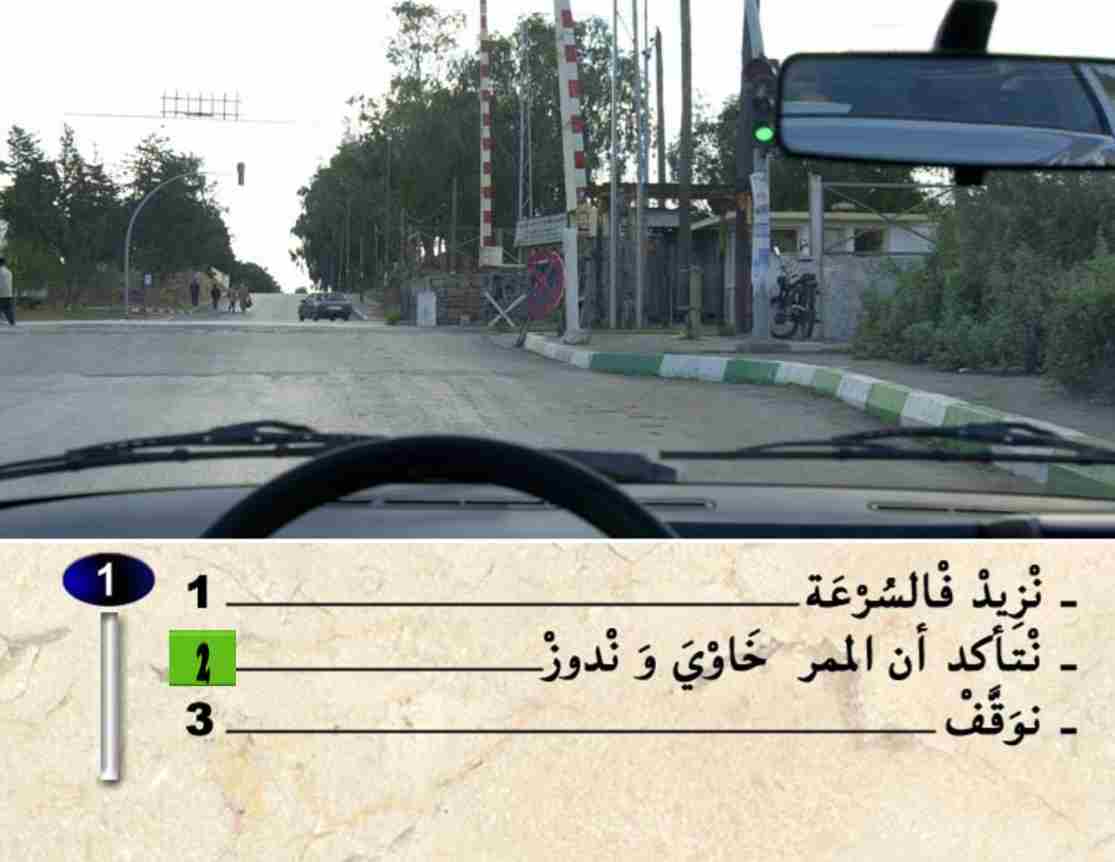 1
ـ نْزِيدْ فْالسُرْعَة 1
ـ نْتأكد أن الممر خَاوْيَ وَ نْدوزْ 2
ـ نوَقَّفْ 3